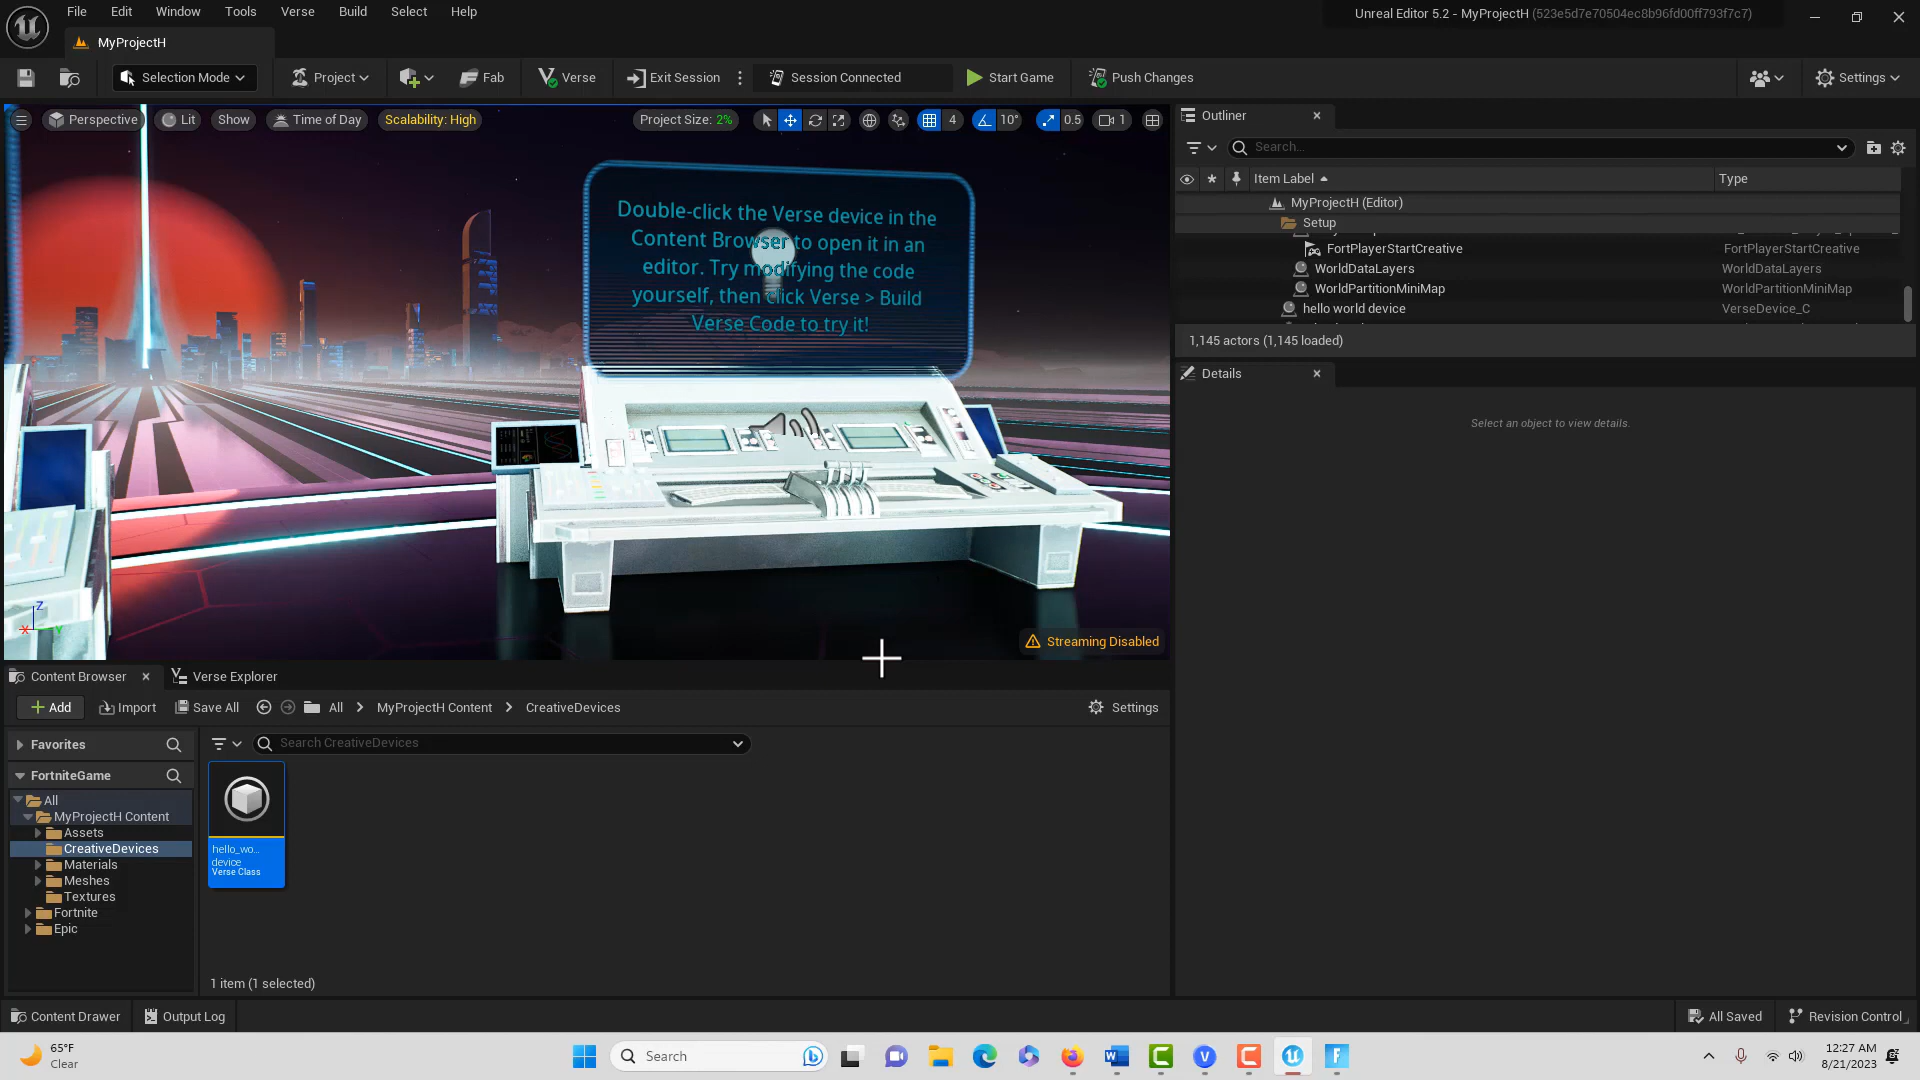 File Edit Window Tools Verse Build Select Help
Unreal Editor 5.2 - MyProjectH (523e5d7e70504ec8b96fd00ff793f7c7)
MyProjectH
Selection Mode Project Fab Verse Exit Session Session Connected Start Game Push Changes Settings
Perspective Lit Show Time of Day Scalability: High Project Size: 2% 4 10° 0.5 1
Double-click the Verse device in the
Content Browser to open it in an
editor. Try modifying the code
yourself, then click Verse > Build
Verse Code to try it!
Z
X Y
Streaming Disabled
Outliner
Search...
Item Label Type
MyProjectH (Editor)
Setup
FortPlayerStartCreative FortPlayerStartCreative
WorldDataLayers WorldDataLayers
WorldPartitionMiniMap WorldPartitionMiniMap
hello world device VerseDevice_C
1,145 actors (1,145 loaded)
Details
Select an object to view details.
Content Browser Verse Explorer
Add Import Save All All MyProjectH Content CreativeDevices Settings
Favorites
Search CreativeDevices
FortniteGame
All
MyProjectH Content
Assets
CreativeDevices
Materials
Meshes
Textures
Fortnite
Epic
hello_wo...
device
Verse Class
1 item (1 selected)
Content Drawer Output Log All Saved Revision Control
65°F
Clear
Search
12:27 AM
8/21/2023